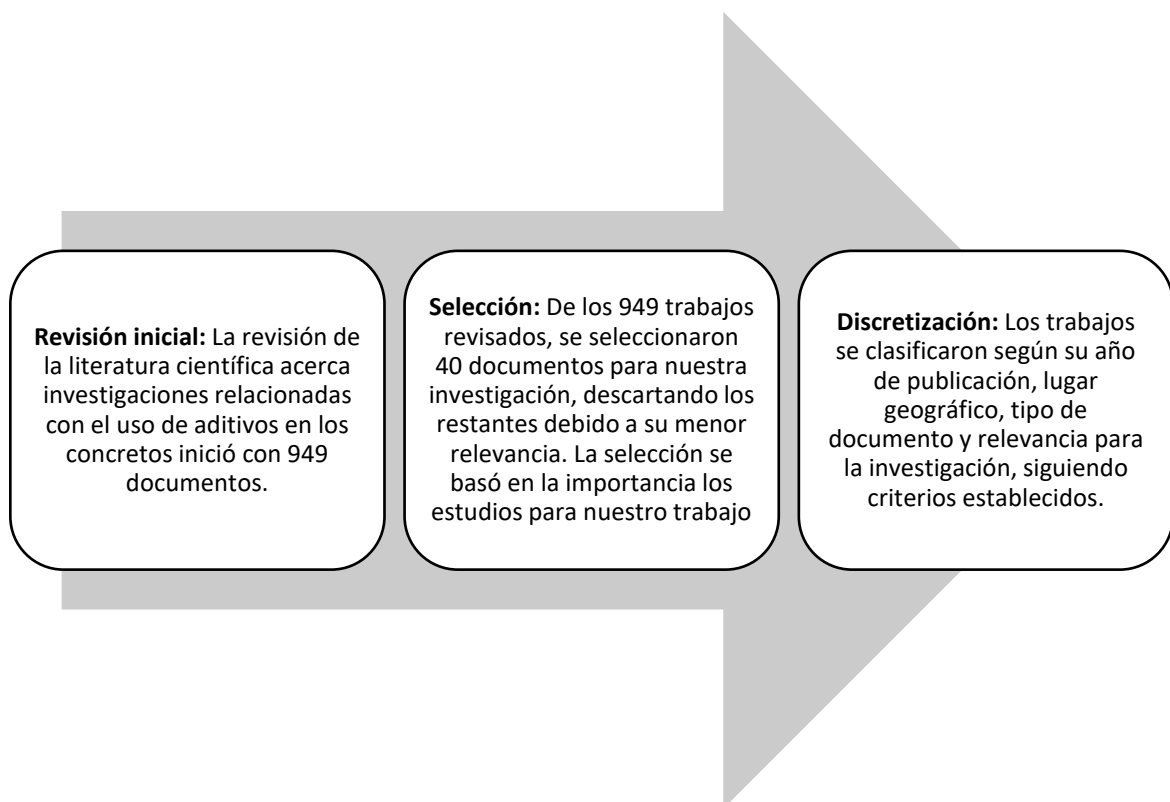 Revisión inicial: La revisión de
la literatura científica acerca
investigaciones relacionadas
con el uso de aditivos en los
concretos inició con 949
documentos.
Selección: De los 949 trabajos
revisados, se seleccionaron
40 documentos para nuestra
investigación, descartando los
restantes debido a su menor
relevancia. La selección se
basó en la importancia los
estudios para nuestro trabajo
Discretización: Los trabajos
se clasificaron según su año
de publicación, lugar
geográfico, tipo de
documento y relevancia para
la investigación, siguiendo
criterios establecidos.